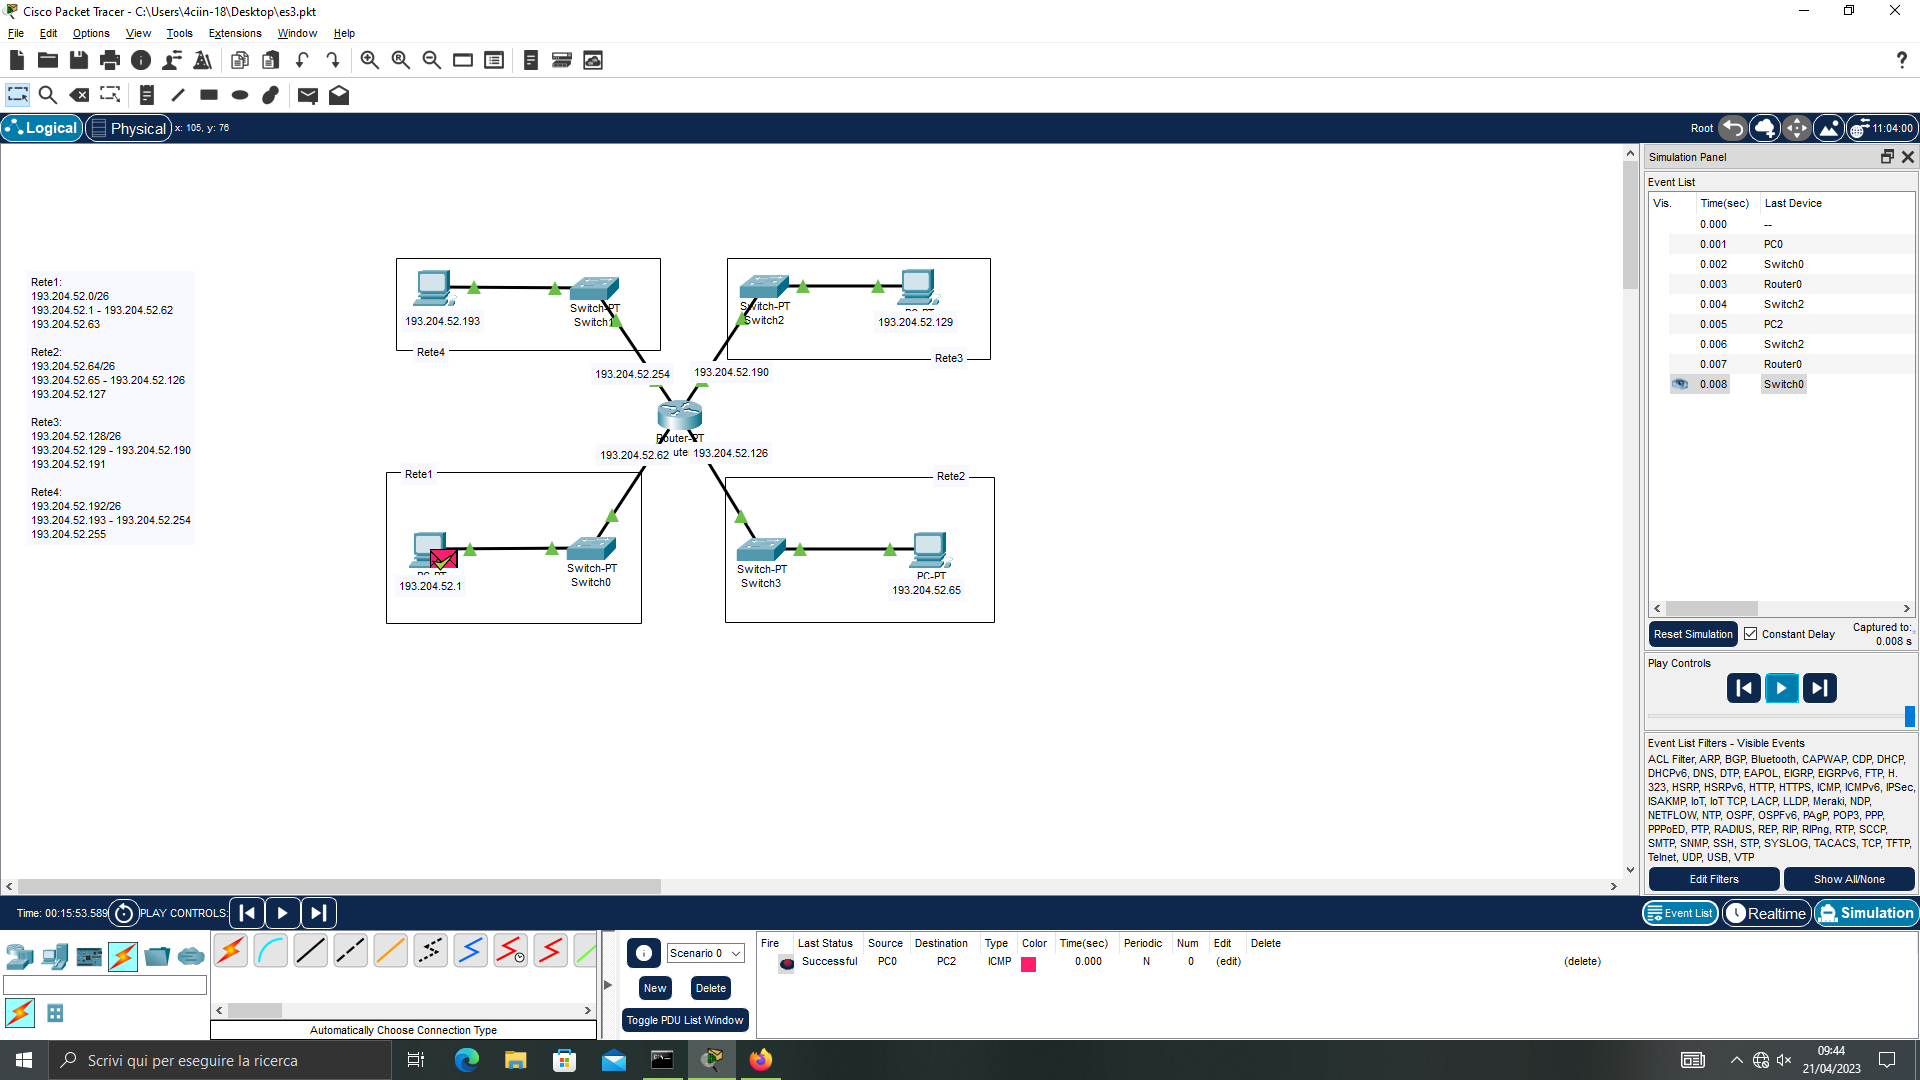 Cisco Packet Tracer - C:\Users\4ciin-18\Desktop\es3.pkt
File Edit Options View Tools Extensions Window Help
?
Logical Physical x: 105, y: 76
Root 11:04:00
Rete1:
193.204.52.0/26
193.204.52.1 - 193.204.52.62
193.204.52.63
Rete2:
193.204.52.64/26
193.204.52.65 - 193.204.52.126
193.204.52.127
Rete3:
193.204.52.128/26
193.204.52.129 - 193.204.52.190
193.204.52.191
Rete4:
193.204.52.192/26
193.204.52.193 - 193.204.52.254
193.204.52.255
Switch-PT
Switch1
193.204.52.193
Rete4
Switch-PT
Switch2
193.204.52.129
Rete3
193.204.52.254
193.204.52.190
Router-PT
193.204.52.62
193.204.52.126
Rete1
193.204.52.1
Switch-PT
Switch0
Rete2
Switch-PT
Switch3
PC-PT
193.204.52.65
Simulation Panel
Event List
Vis. Time(sec) Last Device
0.000 --
0.001 PC0
0.002 Switch0
0.003 Router0
0.004 Switch2
0.005 PC2
0.006 Switch2
0.007 Router0
0.008 Switch0
Reset Simulation Constant Delay Captured to:
0.008 s
Play Controls
Event List Filters - Visible Events
ACL Filter, ARP, BGP, Bluetooth, CAPWAP, CDP, DHCP,
DHCPv6, DNS, DTP, EAPOL, EIGRP, EIGRPv6, FTP, H.
323, HSRP, HSRPv6, HTTP, HTTPS, ICMP, ICMPv6, IPSec,
ISAKMP, IoT, IoT TCP, LACP, LLDP, Meraki, NDP,
NETFLOW, NTP, OSPF, OSPFv6, PAgP, POP3, PPP,
PPPoED, PTP, RADIUS, REP, RIP, RIPng, RTP, SCCP,
SMTP, SNMP, SSH, STP, SYSLOG, TACACS, TCP, TFTP,
Telnet, UDP, USB, VTP
Edit Filters Show All/None
Time: 00:15:53.589 PLAY CONTROLS:
Event List Realtime Simulation
Automatically Choose Connection Type
Scenario 0
New Delete
Toggle PDU List Window
Fire Last Status Source Destination Type Color Time(sec) Periodic Num Edit Delete
Successful PC0 PC2 ICMP 0.000 N 0 (edit) (delete)
Scrivi qui per eseguire la ricerca
09:44
21/04/2023